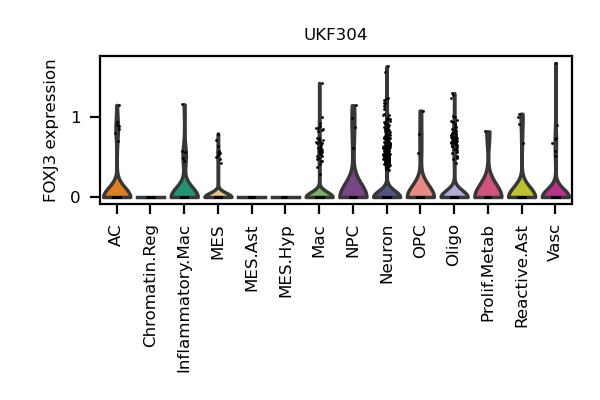 UKF304
FOXJ3 expression
1
0
AC
Chromatin.Reg
Inflammatory.Mac
MES
MES.Ast
MES.Hyp
Mac
NPC
Neuron
OPC
Oligo
Prolif.Metab
Reactive.Ast
Vasc